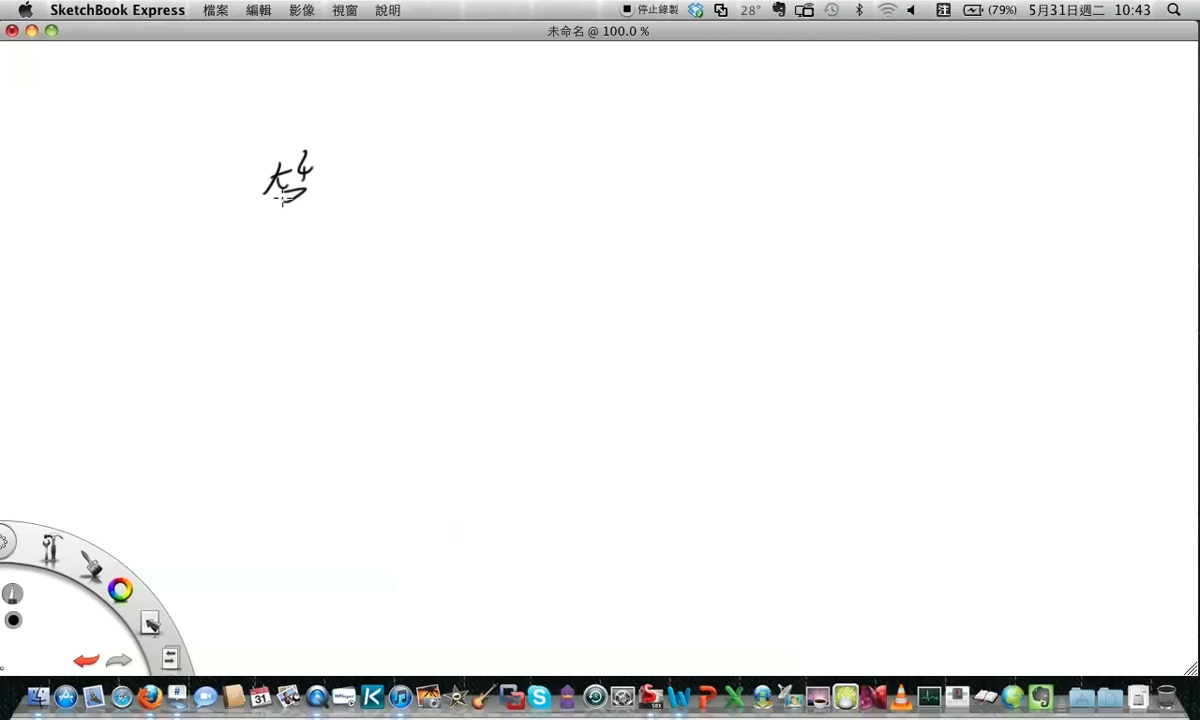 SketchBook Express 檔案 編輯 影像 視窗 說明 停止錄製 28° (79%) 5月31日週二 10:43
未命名 @ 100.0 %